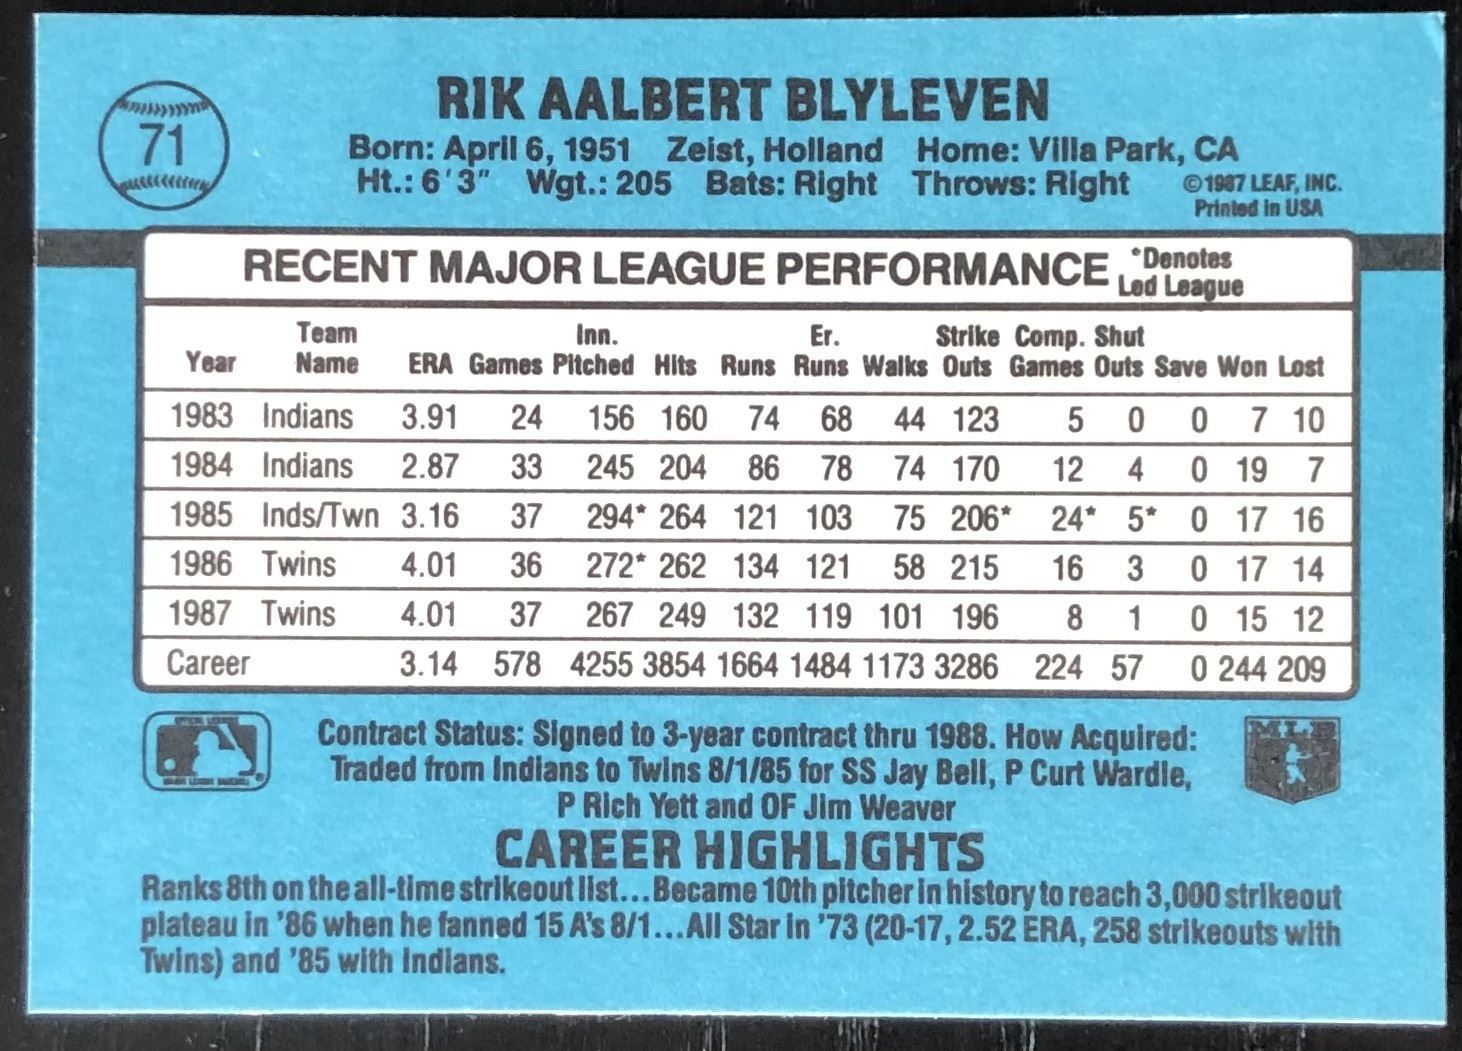 71
RIK AALBERT BLYLEVEN
Born: April 6, 1951 Zeist, Holland Home: Villa Park, CA
Ht.: 6'3" Wgt.: 205 Bats: Right Throws: Right
©1987 LEAF, INC.
Printed in USA
RECENT MAJOR LEAGUE PERFORMANCE
*Denotes
Led League
Team Inn. Er. Strike Comp. Shut
Year Name ERA Games Pitched Hits Runs Runs Walks Outs Games Outs Save Won Lost
1983 Indians 3.91 24 156 160 74 68 44 123 5 0 0 7 10
1984 Indians 2.87 33 245 204 86 78 74 170 12 4 0 19 7
1985 Inds/Twn 3.16 37 294* 264 121 103 75 206* 24* 5* 0 17 16
1986 Twins 4.01 36 272* 262 134 121 58 215 16 3 0 17 14
1987 Twins 4.01 37 267 249 132 119 101 196 8 1 0 15 12
Career 3.14 578 4255 3854 1664 1484 1173 3286 224 57 0 244 209
Contract Status: Signed to 3-year contract thru 1988. How Acquired:
Traded from Indians to Twins 8/1/85 for SS Jay Bell, P Curt Wardle,
P Rich Yett and OF Jim Weaver
MAJOR LEAGUE BASEBALL ®
MLB
CAREER HIGHLIGHTS
Ranks 8th on the all-time strikeout list...Became 10th pitcher in history to reach 3,000 strikeout
plateau in '86 when he fanned 15 A's 8/1...All Star in '73 (20-17, 2.52 ERA, 258 strikeouts with
Twins) and '85 with Indians.